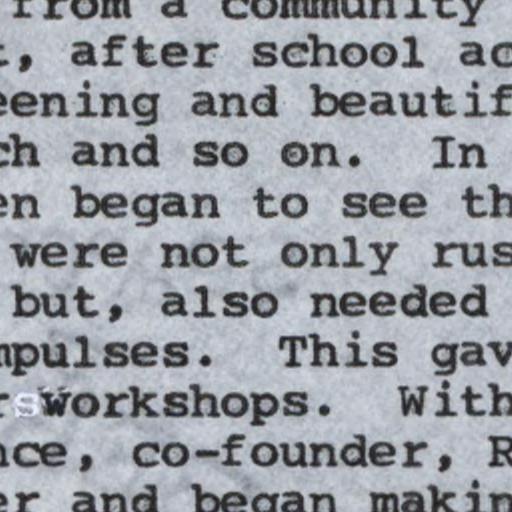 from a community
, after school ac
eening and beautif
ch and so on. In
en began to see th
were not only rus
but, also needed
mpulses. This gav
rsworkshops. With
nce, co-founder, R
er and began makin